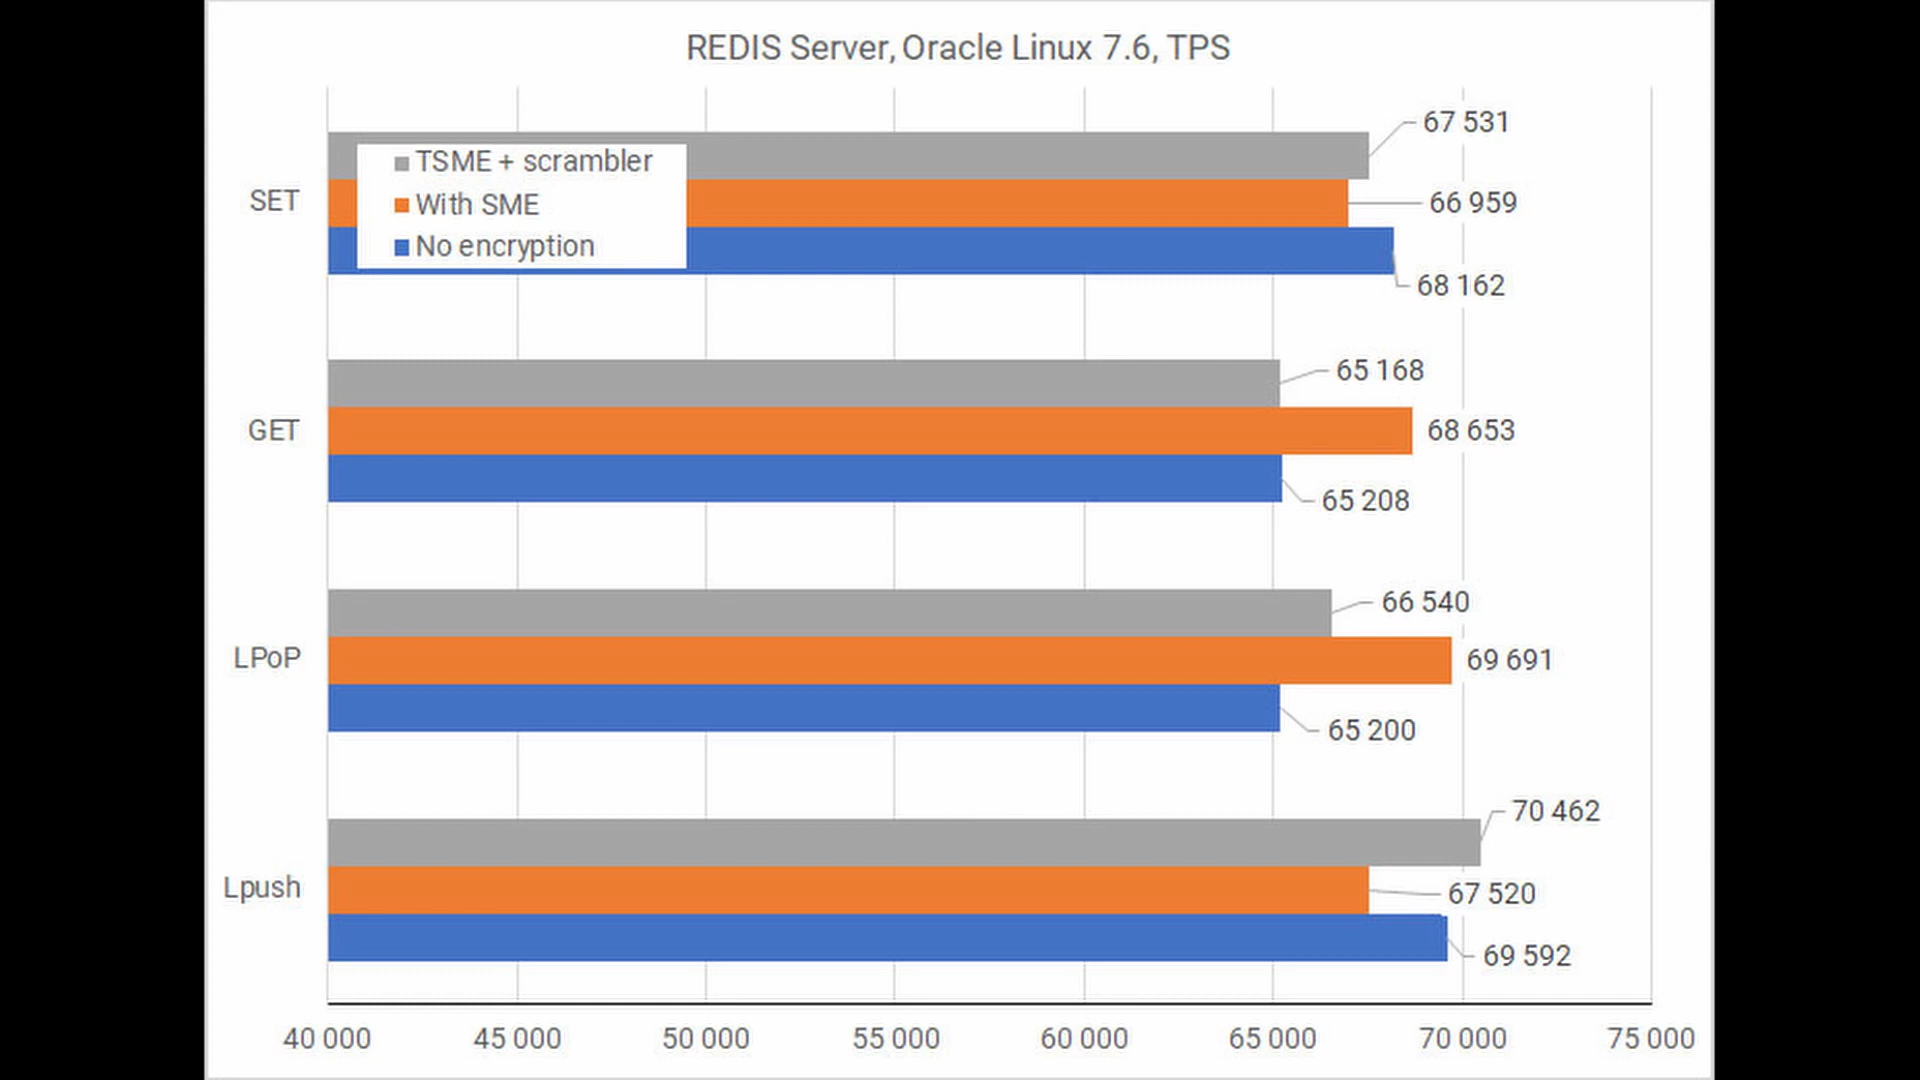 REDIS Server, Oracle Linux 7.6, TPS
TSME + scrambler
With SME
No encryption
SET
67 531
66 959
68 162
GET
65 168
68 653
65 208
LPoP
66 540
69 691
65 200
Lpush
70 462
67 520
69 592
40 000 45 000 50 000 55 000 60 000 65 000 70 000 75 000